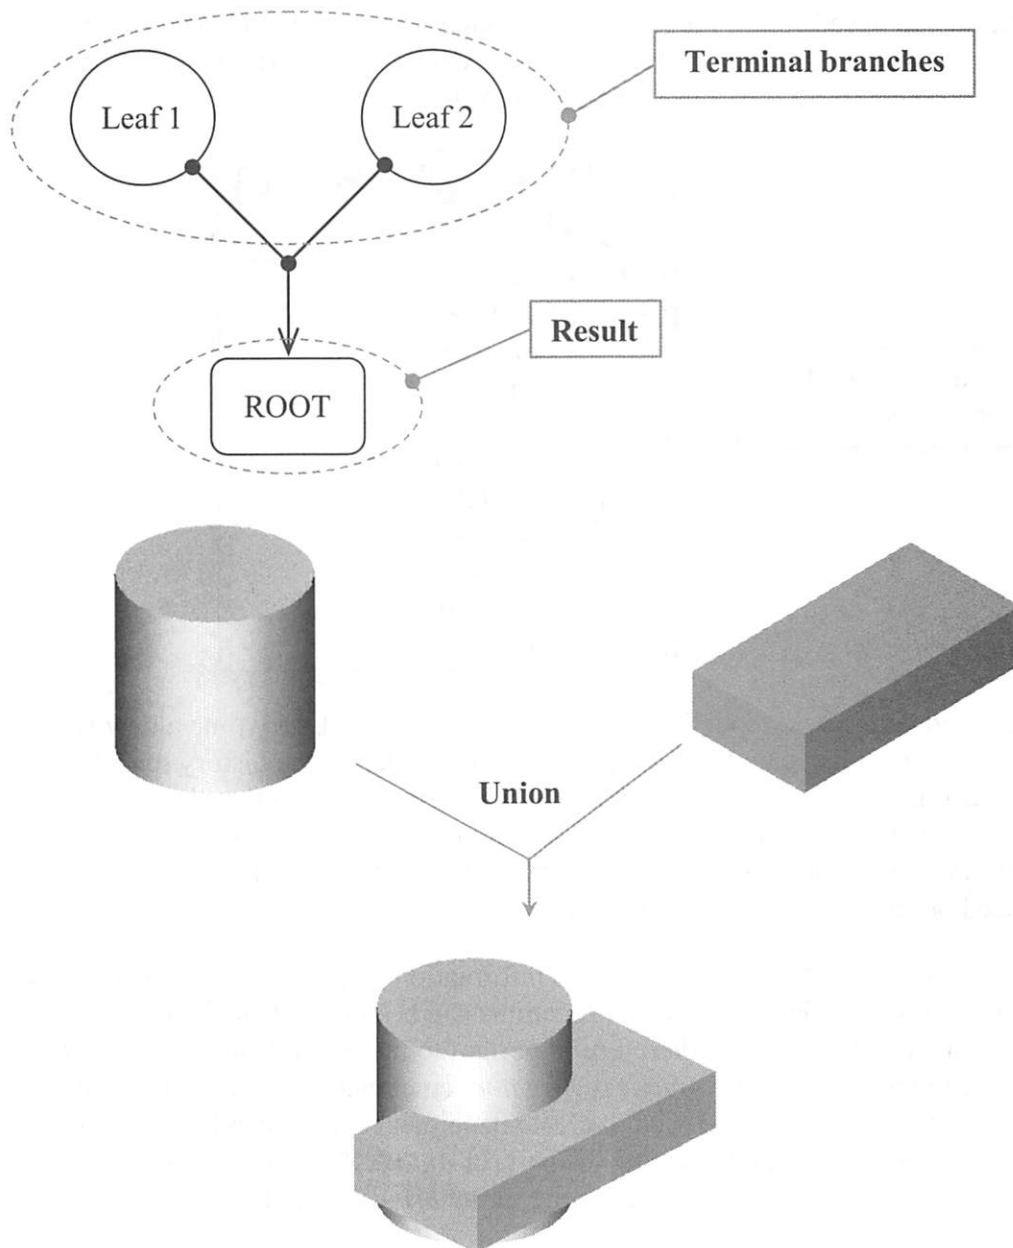 Leaf 1
Leaf 2
Terminal branches
Result
ROOT
Union